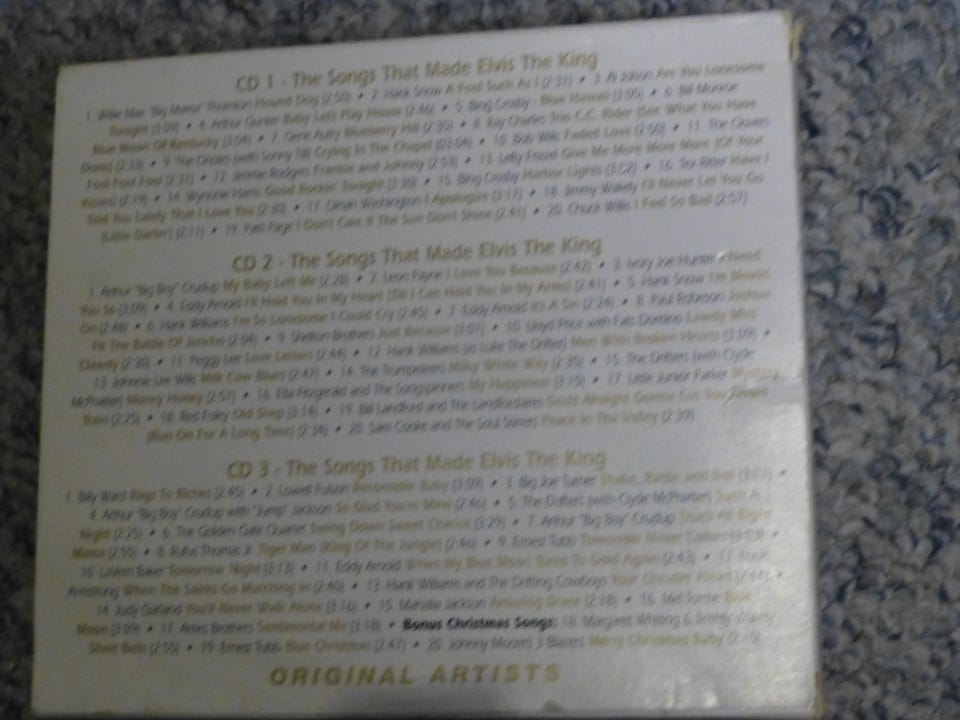 CD 1 - The Songs That Made Elvis The King
1. Willie Mae "Big Mama" Thornton Hound Dog (2:50) • 2. Hank Snow A Fool Such As I (2:31) • 3. Al Jolson Are You Lonesome
Tonight (3:09) • 4. Arthur Gunter Baby Lets Play House (2:46) • 5. Bing Crosby - Blue Hawaii (3:05) • 6. Bill Monroe
Blue Moon Of Kentucky (3:04) • 7. Gene Autry Blueberry Hill (2:35) • 8. Ray Charles Trio C.C. Rider (See What You Have
Done) (2:33) • 9. The Orioles (with Sonny Til) Crying In The Chapel (03:04) • 10. Bob Wills Faded Love (2:50) • 11. The Clovers
Fool Fool Fool (2:31) • 12. Jimmie Rodgers Frankie and Johnny (2:53) • 13. Lefty Frizzel Give Me More More More (Of Your
Kisses) (2:19) • 14. Wynonie Harris Good Rockin' Tonight (3:30) • 15. Bing Crosby Harbor Lights (3:02) • 16. Tex Ritter Have I
Told You Lately That I Love You (2:30) • 17. Dinah Washington I Apologize (3:17) • 18. Jimmy Wakely I'll Never Let You Go
(Little Darlin') (2:11) • 19. Patti Page I Don't Care If The Sun Don't Shine (2:41) • 20. Chuck Willis I Feel So Bad (2:07)
CD 2 - The Songs That Made Elvis The King
1. Arthur "Big Boy" Crudup My Baby Left Me (2:28) • 2. Leon Payne I Love You Because (2:42) • 3. Ivory Joe Hunter I Need
You So (3:09) • 4. Eddy Arnold I'll Hold You In My Heart (Till I Can Hold You In My Arms) (2:41) • 5. Hank Snow I'm Movin'
On (2:48) • 6. Hank Williams I'm So Lonesome I Could Cry (2:45) • 7. Eddy Arnold It's A Sin (2:24) • 8. Paul Robeson Joshua
Fit The Battle Of Jericho (2:04) • 9. Shelton Brothers Just Because (3:01) • 10. Lloyd Price with Fats Domino Lawdy Miss
Clawdy (2:30) • 11. Peggy Lee Love Letters (2:44) • 12. Hank Williams (as Luke The Drifter) Men With Broken Hearts (3:09) •
13. Johnnie Lee Wills Milk Cow Blues (2:47) • 14. The Trumpeteers Milky White Way (2:35) • 15. The Drifters (with Clyde
McPhatter) Money Honey (2:57) • 16. Ella Fitzgerald and The Songspinners My Happiness (3:15) • 17. Little Junior Parker Mystery
Train (2:25) • 18. Red Foley Old Shep (3:14) • 19. Bill Landford and The Landfordaires Gods Almight Gonna Cut You Down
(Run On For A Long Time) (2:34) • 20. Sam Cooke and The Soul Stirrers Peace In The Valley (2:39)
CD 3 - The Songs That Made Elvis The King
1. Billy Ward Rags To Riches (2:45) • 2. Lowell Fulson Reconsider Baby (3:09) • 3. Big Joe Turner Shake, Rattle and Roll •
4. Arthur "Big Boy" Crudup with "Jump" Jackson So Glad You're Mine (2:46) • 5. The Drifters (with Clyde McPhatter) Such A
Night (2:25) • 6. The Golden Gate Quartet Swing Down Sweet Chariot (3:29) • 7. Arthur "Big Boy" Crudup That's All Right
Mama (2:55) • 8. Rufus Thomas Jr. Tiger Man (King Of The Jungle) (2:46) • 9. Ernest Tubb Tomorrow Never Comes •
10. LaVern Baker Tomorrow Night (3:13) • 11. Eddy Arnold When My Blue Moon Turns To Gold Again (2:43) • 12. Louis
Armstrong When The Saints Go Marching In (2:40) • 13. Hank Williams and The Drifting Cowboys Your Cheatin' Heart •
14. Judy Garland You'll Never Walk Alone (3:16) • 15. Mahalia Jackson Amazing Grace (2:18) • 16. Mel Torme Blue
Moon (3:09) • 17. Ames Brothers Sentimental Me (3:18) • Bonus Christmas Songs: 18. Margaret Whiting & Jimmy Wakely
Silver Bells (2:55) • 19. Ernest Tubb Blue Christmas (2:47) • 20. Johnny Moores 3 Blazers Merry Christmas Baby
ORIGINAL ARTISTS